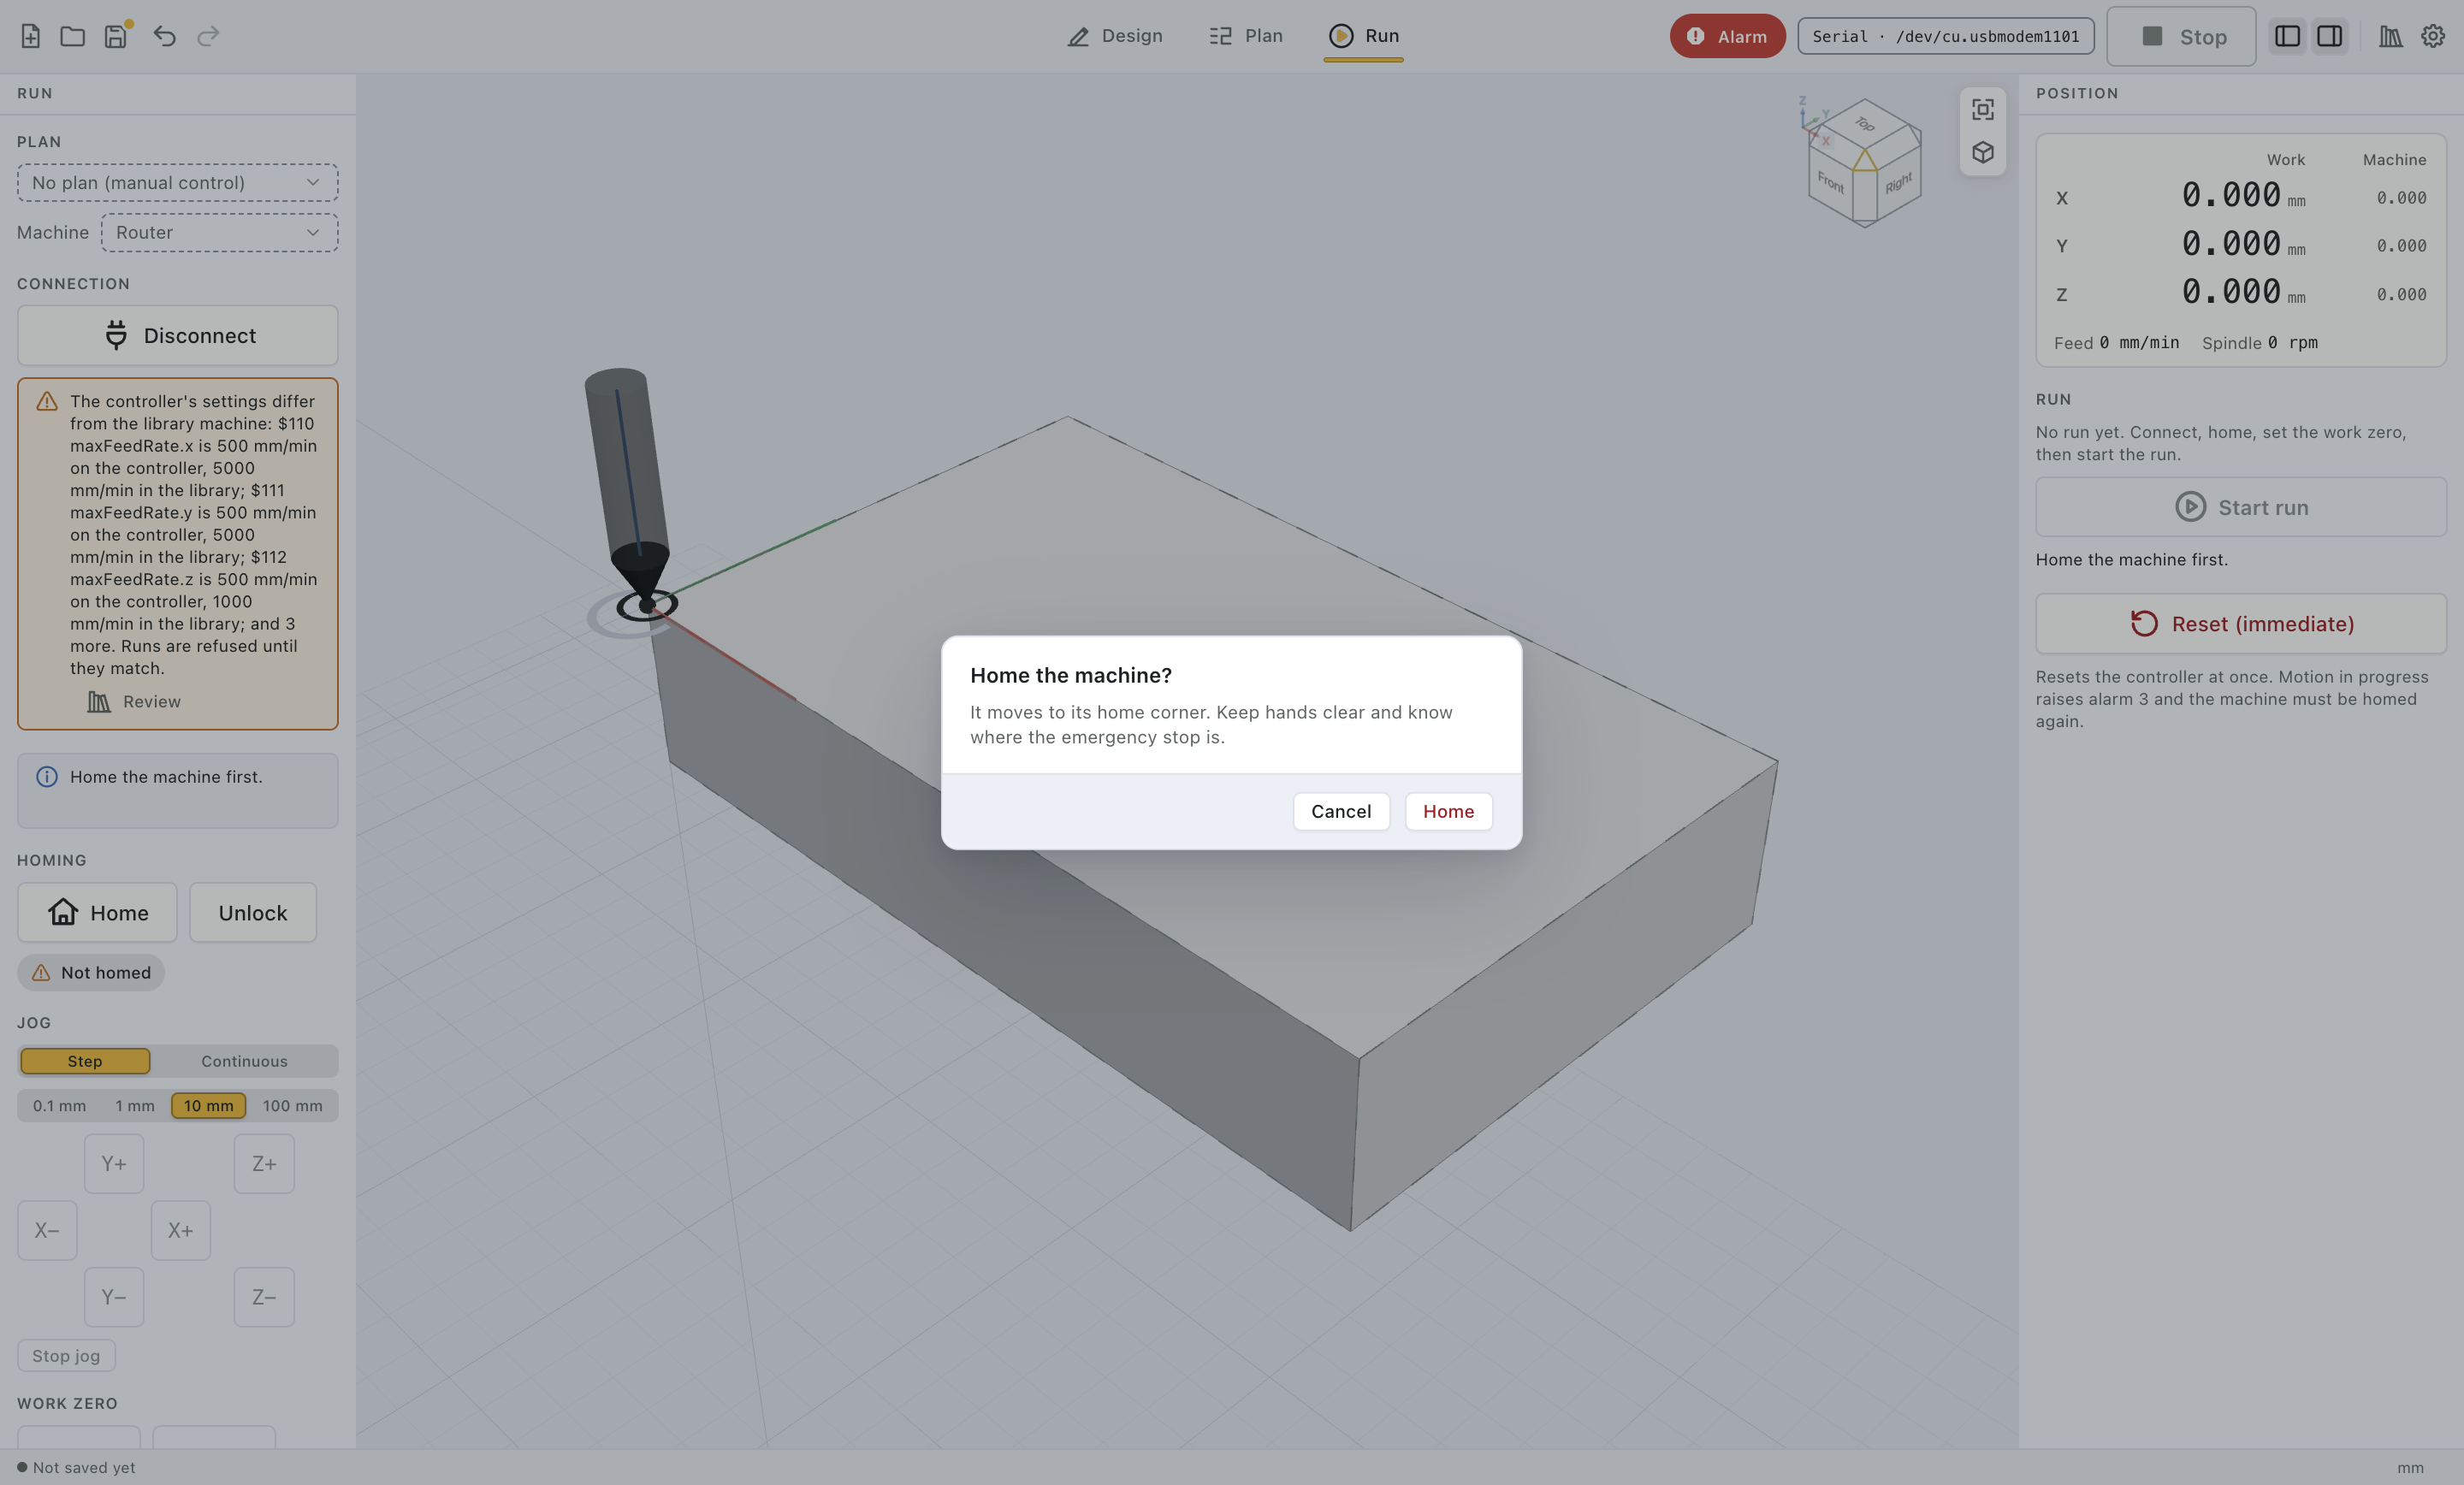 Design
Plan
Run
Alarm
Serial · /dev/cu.usbmodem1101
Stop
RUN
PLAN
No plan (manual control)
Machine
Router
CONNECTION
Disconnect
The controller's settings differ
from the library machine: $110
maxFeedRate.x is 500 mm/min
on the controller, 5000
mm/min in the library; $111
maxFeedRate.y is 500 mm/min
on the controller, 5000
mm/min in the library; $112
maxFeedRate.z is 500 mm/min
on the controller, 1000
mm/min in the library; and 3
more. Runs are refused until
they match.
Review
Home the machine first.
HOMING
Home
Unlock
Not homed
JOG
Step
Continuous
0.1 mm
1 mm
10 mm
100 mm
Y+
Z+
X−
X+
Y−
Z−
Stop jog
WORK ZERO
Z
Y
X
Top
Front
Right
Home the machine?
It moves to its home corner. Keep hands clear and know
where the emergency stop is.
Cancel
Home
POSITION
Work
Machine
X 0.000 mm 0.000
Y 0.000 mm 0.000
Z 0.000 mm 0.000
Feed 0 mm/min Spindle 0 rpm
RUN
No run yet. Connect, home, set the work zero,
then start the run.
Start run
Home the machine first.
Reset (immediate)
Resets the controller at once. Motion in progress
raises alarm 3 and the machine must be homed
again.
Not saved yet
mm